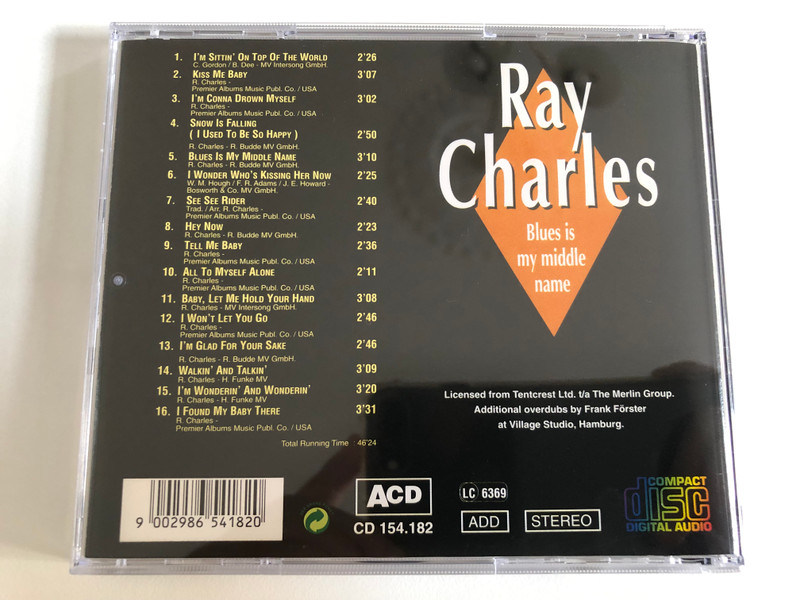 1. I'm Sittin' On Top Of The World 2'26
C. Gordon / B. Dee - MV Intersong GmbH.
2. Kiss Me Baby 3'07
R. Charles -
Premier Albums Music Publ. Co. / USA
3. I'm Conna Drown Myself 3'02
R. Charles -
Premier Albums Music Publ. Co. / USA
4. Snow Is Falling
( I Used To Be So Happy ) 2'50
R. Charles - R. Budde MV GmbH.
5. Blues Is My Middle Name 3'10
R. Charles - R. Budde MV GmbH.
6. I Wonder Who's Kissing Her Now 2'25
W. M. Hough / F. R. Adams / J. E. Howard -
Bosworth & Co. MV GmbH.
7. See See Rider 2'40
Trad. / Arr. R. Charles -
Premier Albums Music Publ. Co. / USA
8. Hey Now 2'23
R. Charles - R. Budde MV GmbH.
9. Tell Me Baby 2'36
R. Charles -
Premier Albums Music Publ. Co. / USA
10. All To Myself Alone 2'11
R. Charles -
Premier Albums Music Publ. Co. / USA
11. Baby, Let Me Hold Your Hand 3'08
R. Charles - MV Intersong GmbH.
12. I Won't Let You Go 2'46
R. Charles -
Premier Albums Music Publ. Co. / USA
13. I'm Glad For Your Sake 2'46
R. Charles - R. Budde MV GmbH.
14. Walkin' And Talkin' 3'09
R. Charles - H. Funke MV
15. I'm Wonderin' And Wonderin' 3'20
R. Charles - H. Funke MV
16. I Found My Baby There 3'31
R. Charles -
Premier Albums Music Publ. Co. / USA
Total Running Time : 46'24
Ray
Charles
Blues is
my middle
name
Licensed from Tentcrest Ltd. t/a The Merlin Group.
Additional overdubs by Frank Förster
at Village Studio, Hamburg.
9 002986 541820
ACD
CD 154.182
LC 6369
ADD STEREO
COMPACT
disc
DIGITAL AUDIO